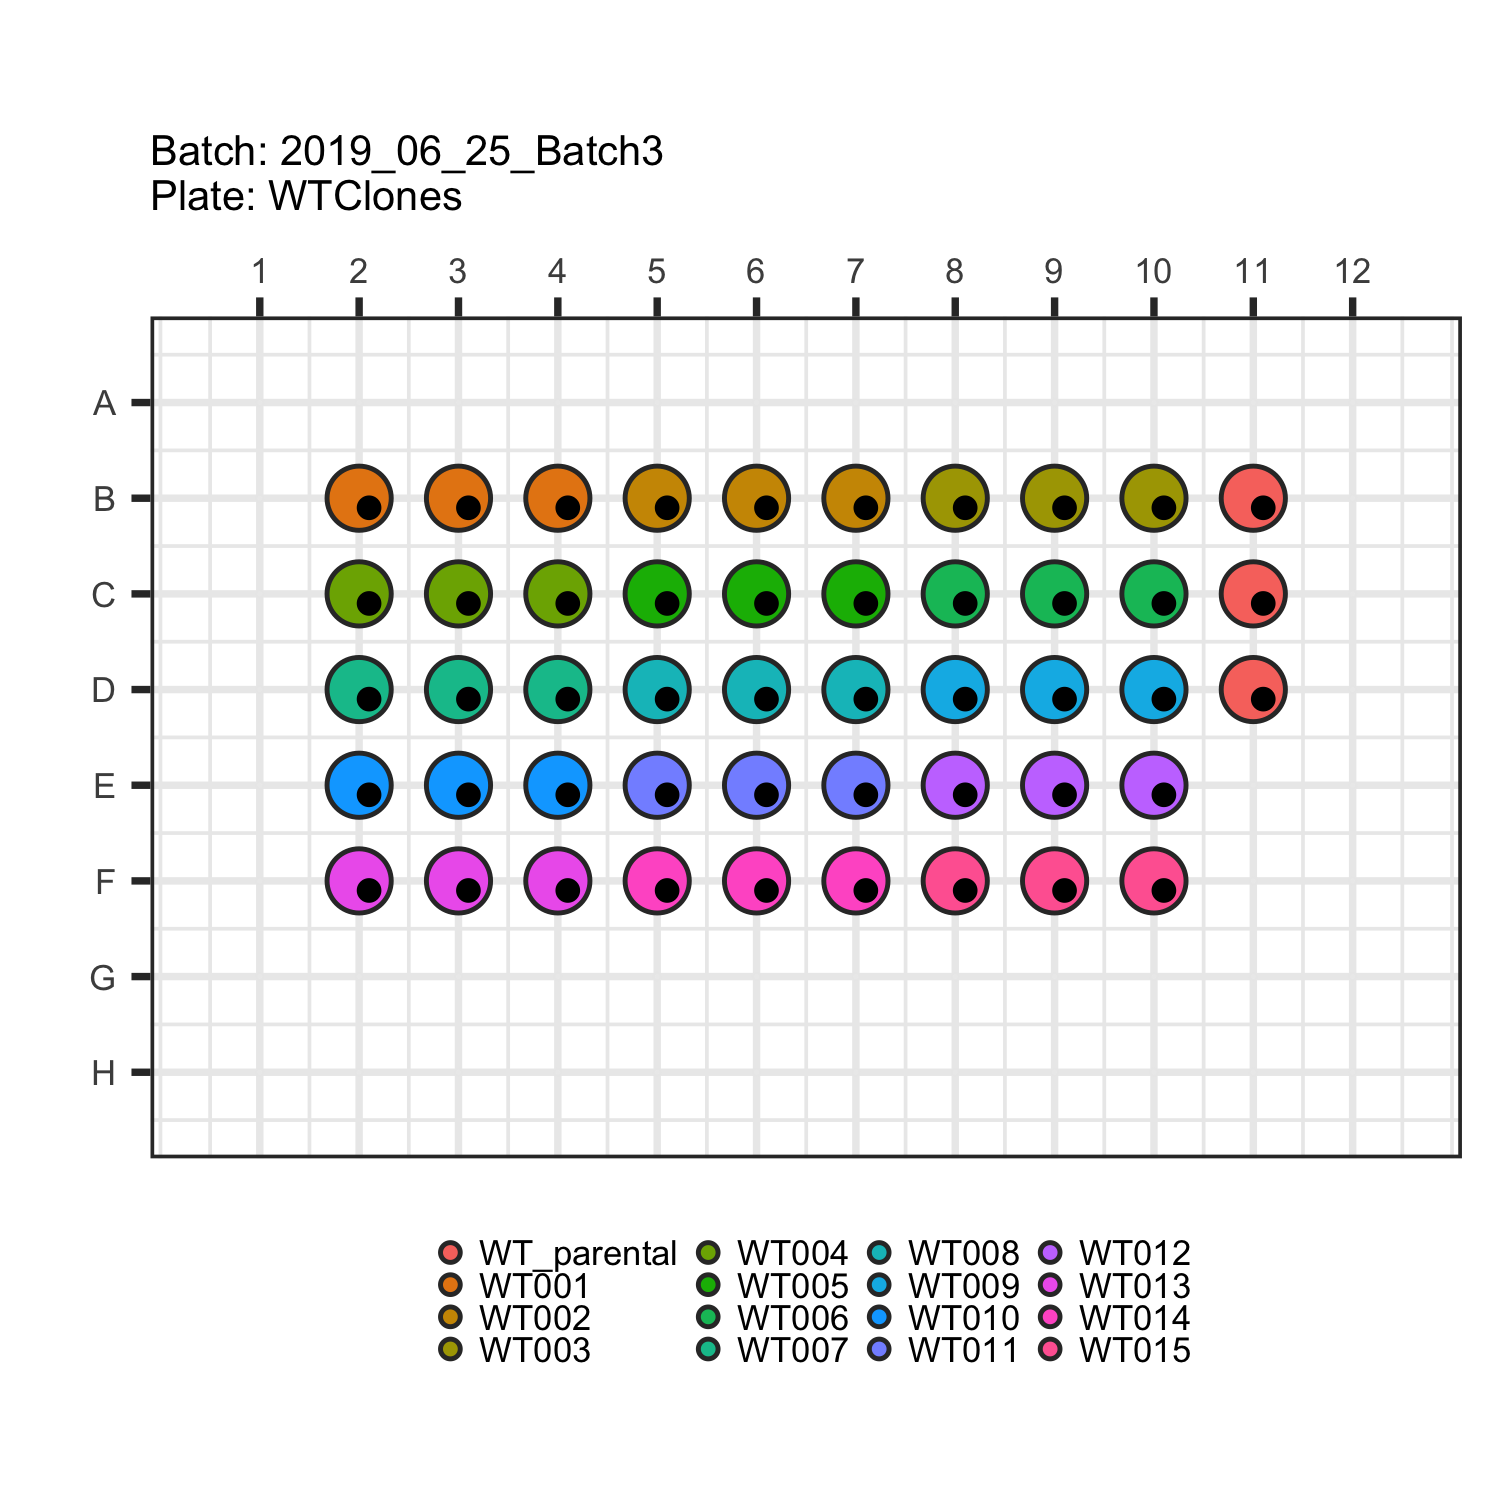 Batch: 2019_06_25_Batch3
Plate: WTClones
1 2 3 4 5 6 7 8 9 10 11 12
A
B
C
D
E
F
G
H
WT_parental WT004 WT008 WT012
WT001 WT005 WT009 WT013
WT002 WT006 WT010 WT014
WT003 WT007 WT011 WT015